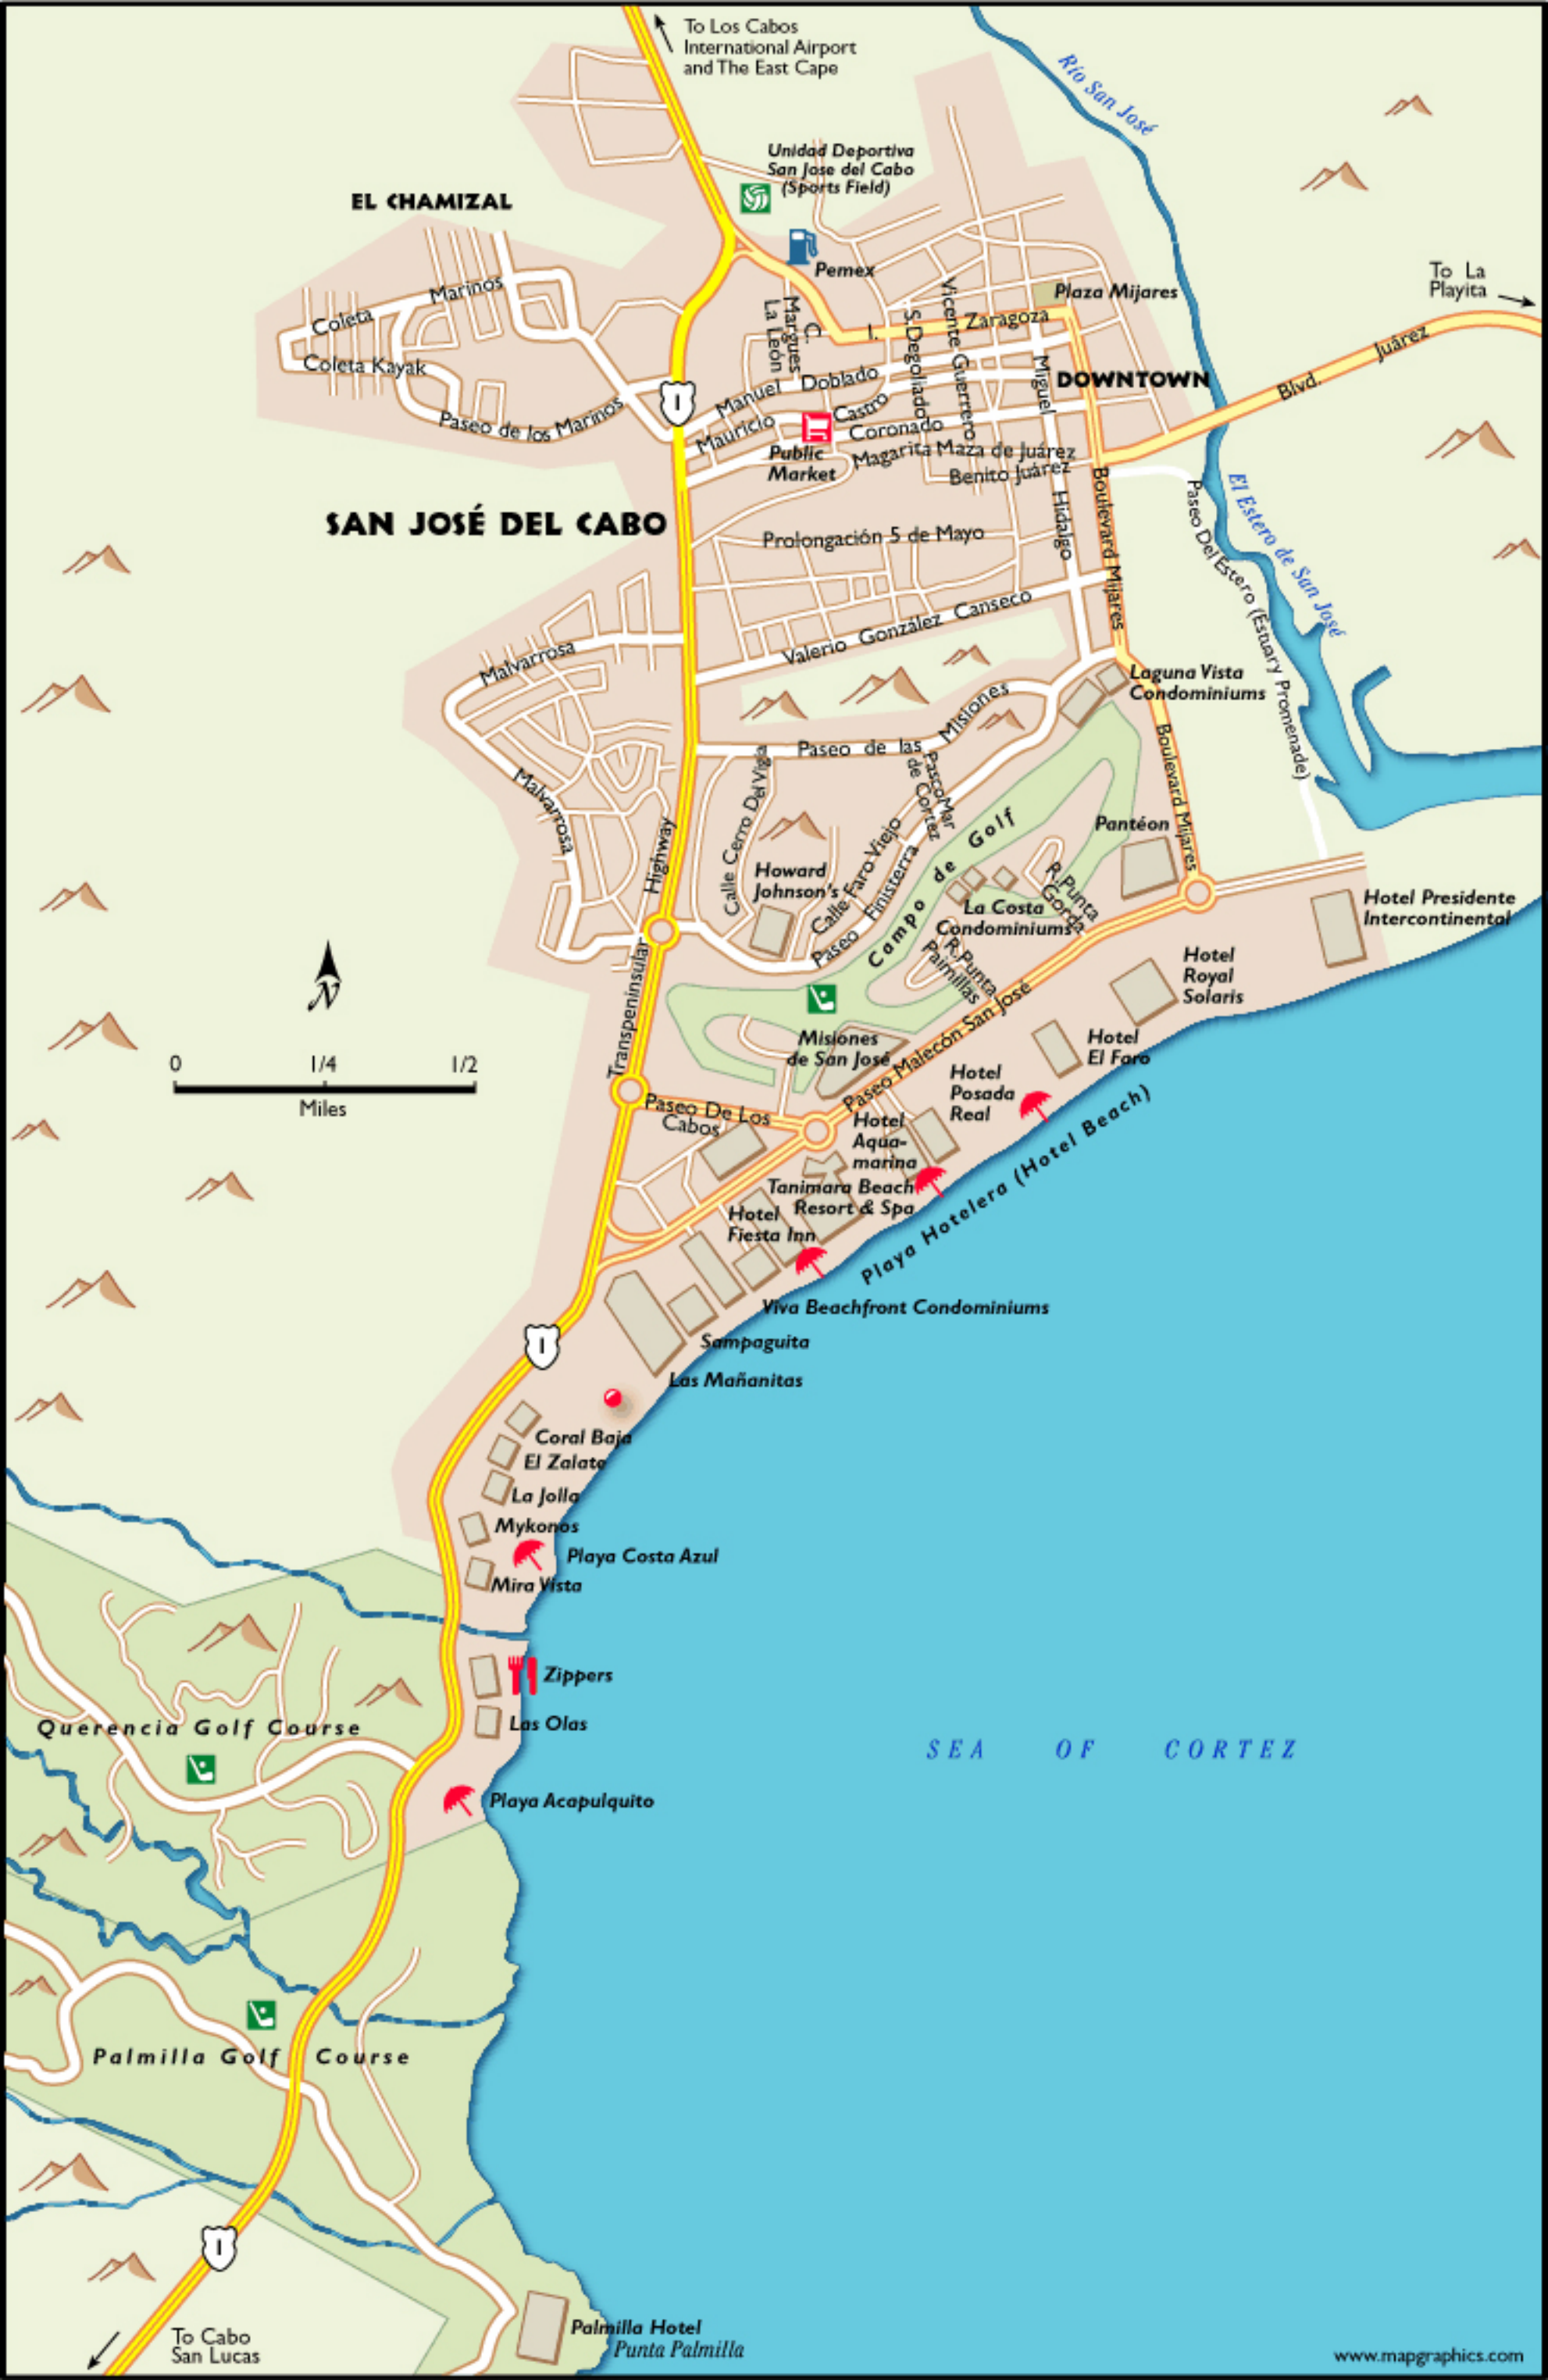 To Los Cabos
International Airport
and The East Cape
Río San José
Unidad Deportiva
San Jose del Cabo
(Sports Field)
EL CHAMIZAL
Pemex
To La
Playita
Plaza Mijares
Marinos
Coleta
Coleta Kayak
Paseo de los Marinos
C.
Margues
La León
I.
Zaragoza
S.Degoliado
Vicente Guerrero
Miguel
Hidalgo
DOWNTOWN
Blvd.
Juárez
Manuel
Doblado
Mauricio
Castro
Coronado
Public
Market
Magarita Maza de Juárez
Benito Juárez
1
SAN JOSÉ DEL CABO
Prolongación 5 de Mayo
Boulevard Mijares
Paseo Del Estero (Estuary Promenade)
El Estero de San José
Valerio González Canseco
Malvarrosa
Malvarrosa
Laguna Vista
Condominiums
Misiones
Paseo de las
PascoMar
de Cortez
Calle Cerro Del Vigia
Boulevard Mijares
Highway
Transpeninsular
Howard
Johnson's
Calle Faro Viejo
Paseo Finisterra
Campo de Golf
Pantéon
R.Punta
Gorda
La Costa
Condominiums
R.Punta
Palmillas
Hotel Presidente
Intercontinental
Hotel
Royal
Solaris
N
0
1/4
1/2
Miles
Misiones
de San José
Paseo Malecón San José
Hotel
El Faro
Hotel
Posada
Real
Paseo De Los
Cabos
Hotel
Aqua-
marina
Tanimara Beach
Resort & Spa
Hotel
Fiesta Inn
Playa Hotelera (Hotel Beach)
Viva Beachfront Condominiums
1
Sampaguita
Las Mañanitas
Coral Baja
El Zalate
La Jolla
Mykonos
Playa Costa Azul
Mira Vista
Zippers
Las Olas
Querencia Golf Course
SEA OF CORTEZ
Playa Acapulquito
Palmilla Golf Course
1
To Cabo
San Lucas
Palmilla Hotel
Punta Palmilla
www.mapgraphics.com